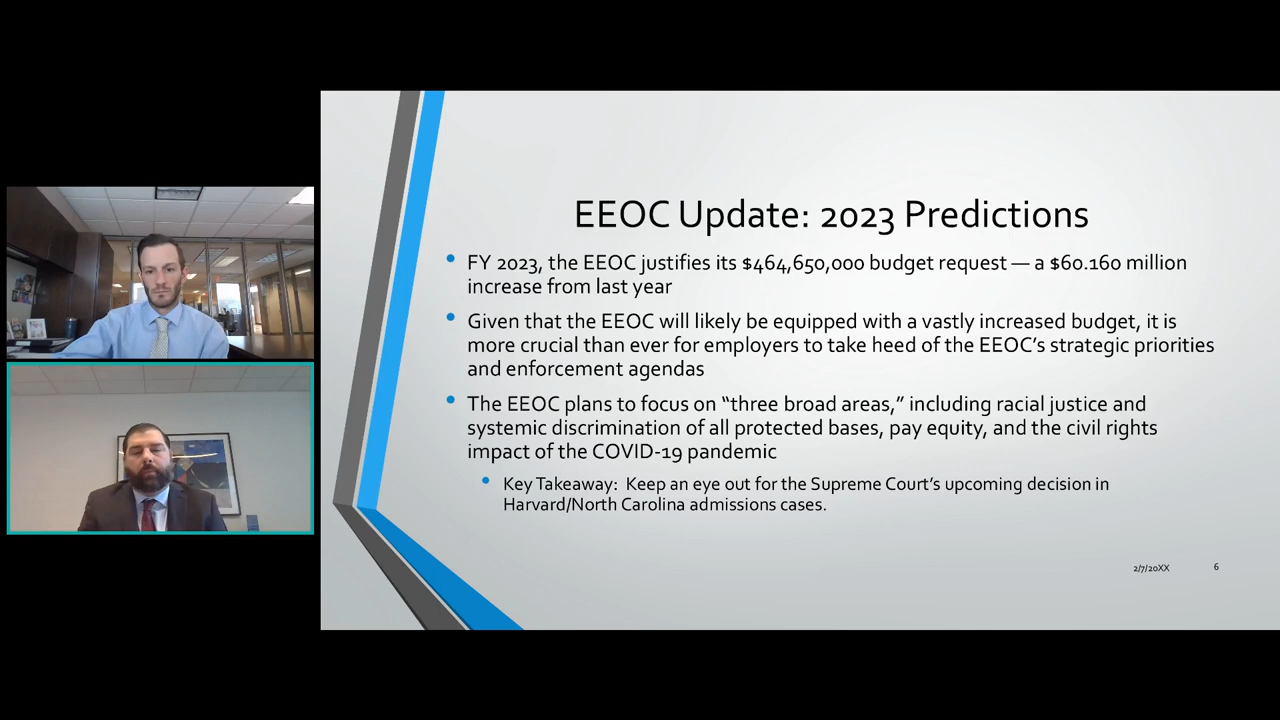 EEOC Update: 2023 Predictions
• FY 2023, the EEOC justifies its $464,650,000 budget request — a $60.160 million
increase from last year
• Given that the EEOC will likely be equipped with a vastly increased budget, it is
more crucial than ever for employers to take heed of the EEOC’s strategic priorities
and enforcement agendas
• The EEOC plans to focus on “three broad areas,” including racial justice and
systemic discrimination of all protected bases, pay equity, and the civil rights
impact of the COVID-19 pandemic
• Key Takeaway: Keep an eye out for the Supreme Court’s upcoming decision in
Harvard/North Carolina admissions cases.
2/7/20XX
6